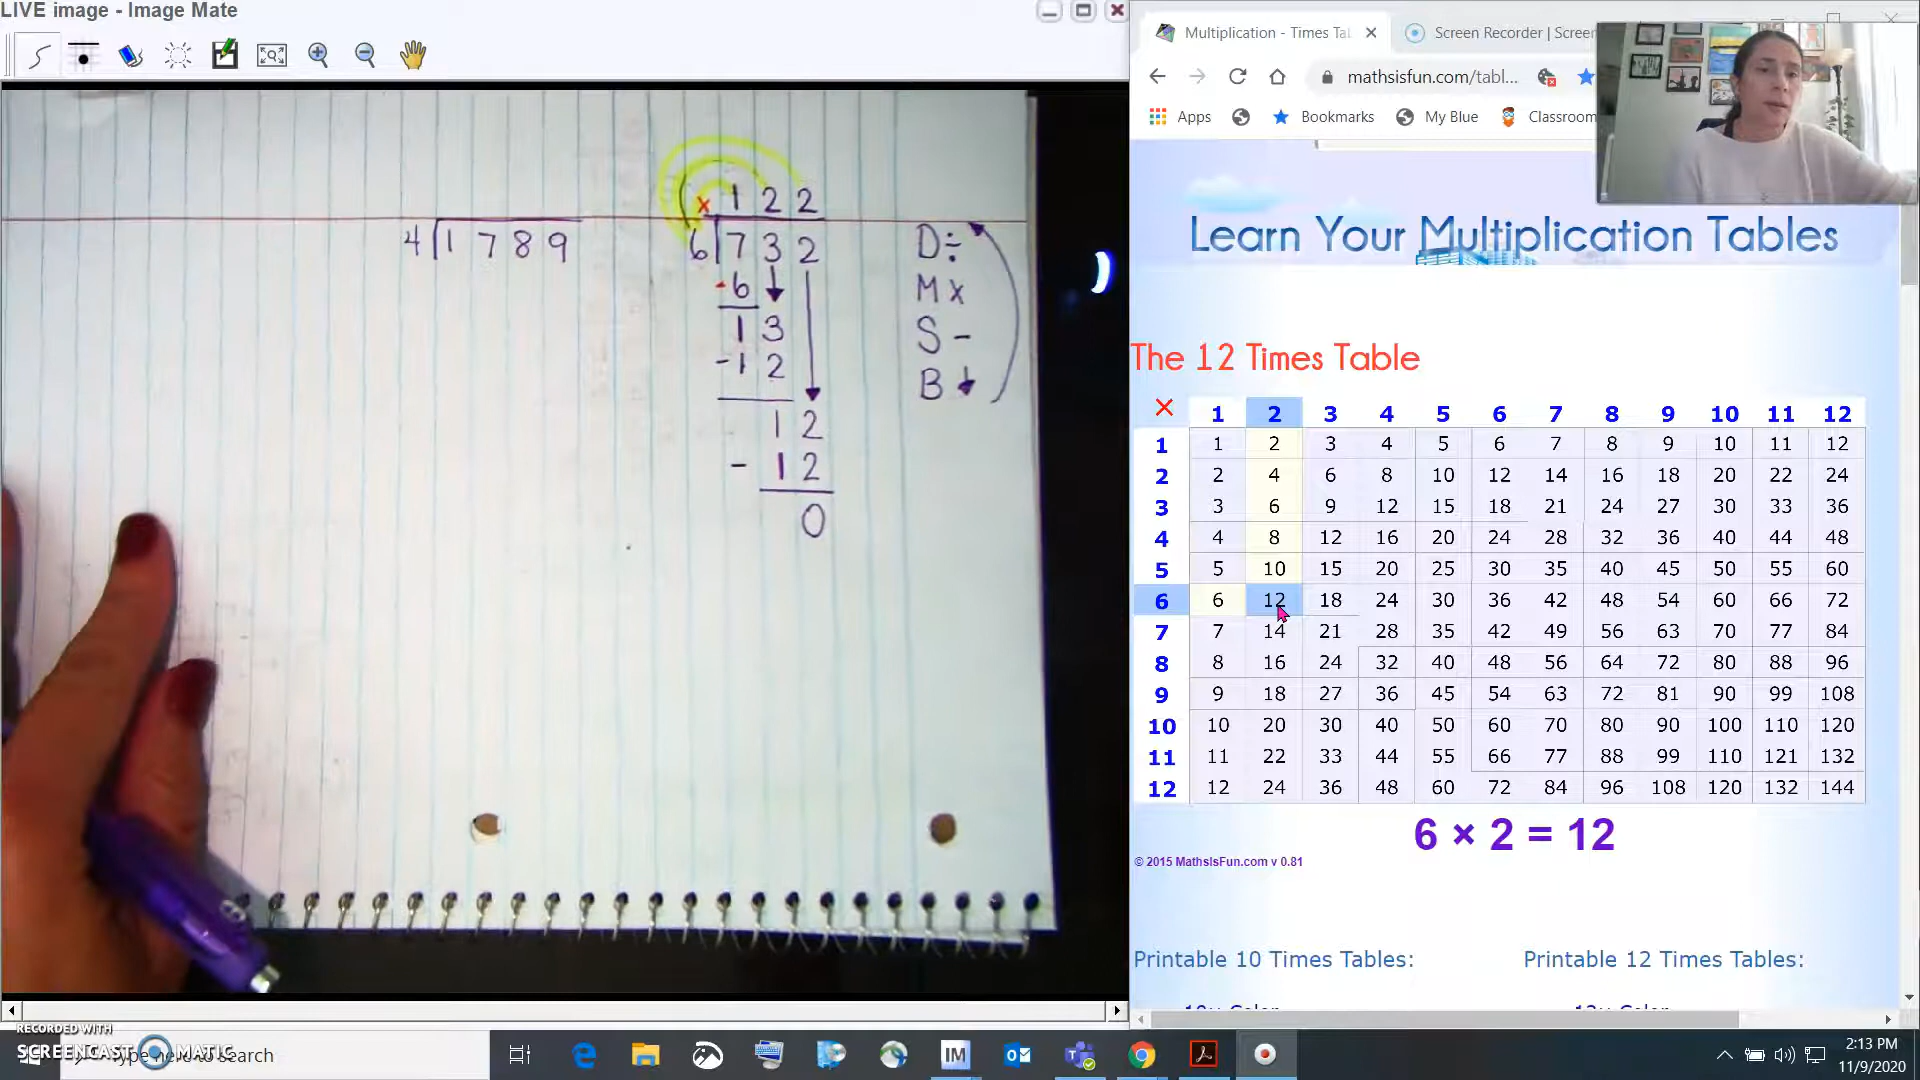 LIVE image - Image Mate
122
4)1789
6)732
-6
13
-12
12
- 12
0
D÷
Mx
S -
B
Multiplication - Times Ta
Screen Recorder | Screen
mathsisfun.com/tabl...
Apps
Bookmarks
My Blue
Classroom
Learn Your Multiplication Tables
The 12 Times Table
× 1 2 3 4 5 6 7 8 9 10 11 12
1 1 2 3 4 5 6 7 8 9 10 11 12
2 2 4 6 8 10 12 14 16 18 20 22 24
3 3 6 9 12 15 18 21 24 27 30 33 36
4 4 8 12 16 20 24 28 32 36 40 44 48
5 5 10 15 20 25 30 35 40 45 50 55 60
6 6 12 18 24 30 36 42 48 54 60 66 72
7 7 14 21 28 35 42 49 56 63 70 77 84
8 8 16 24 32 40 48 56 64 72 80 88 96
9 9 18 27 36 45 54 63 72 81 90 99 108
10 10 20 30 40 50 60 70 80 90 100 110 120
11 11 22 33 44 55 66 77 88 99 110 121 132
12 12 24 36 48 60 72 84 96 108 120 132 144
6 × 2 = 12
© 2015 MathsIsFun.com v 0.81
Printable 10 Times Tables:
Printable 12 Times Tables:
RECORDED WITH
SCREENCAST MATIC
Type here to search
IM
2:13 PM
11/9/2020